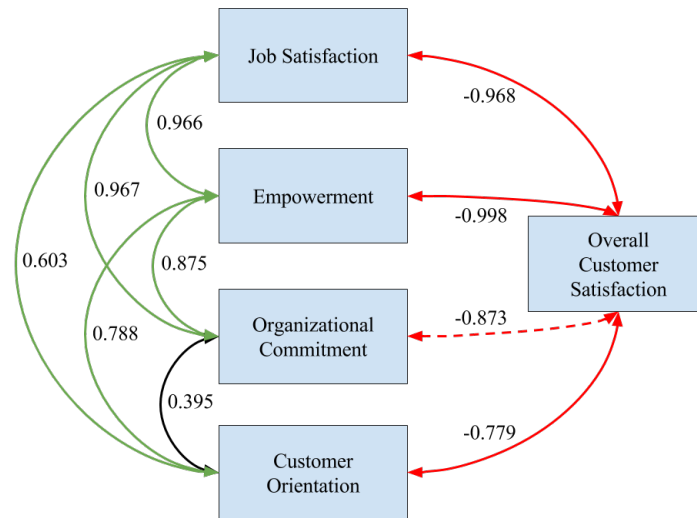 Job Satisfaction
-0.968
0.966
0.967
Empowerment
-0.998
Overall
Customer
Satisfaction
0.603
0.875
0.788
Organizational
Commitment
-0.873
0.395
-0.779
Customer
Orientation